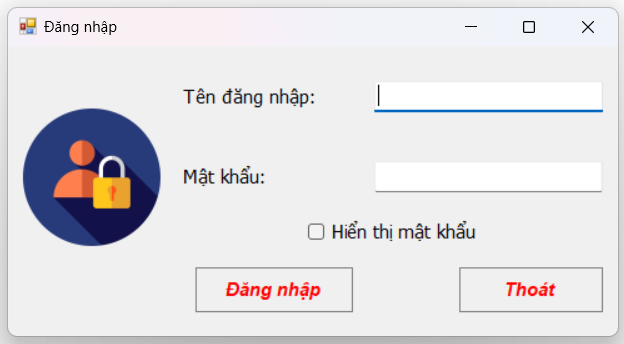 Đăng nhập
Tên đăng nhập:
Mật khẩu:
Hiển thị mật khẩu
Đăng nhập
Thoát